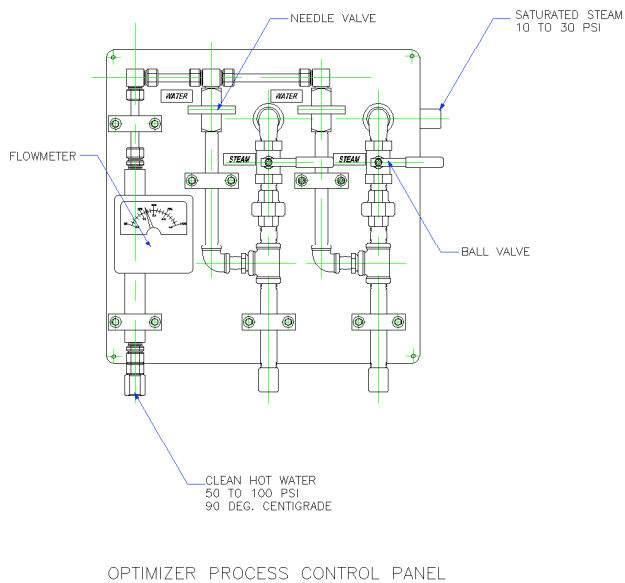 NEEDLE VALVE
SATURATED STEAM
10 TO 30 PSI
WATER
WATER
FLOWMETER
STEAM
STEAM
BALL VALVE
CLEAN HOT WATER
50 TO 100 PSI
90 DEG. CENTIGRADE
OPTIMIZER PROCESS CONTROL PANEL